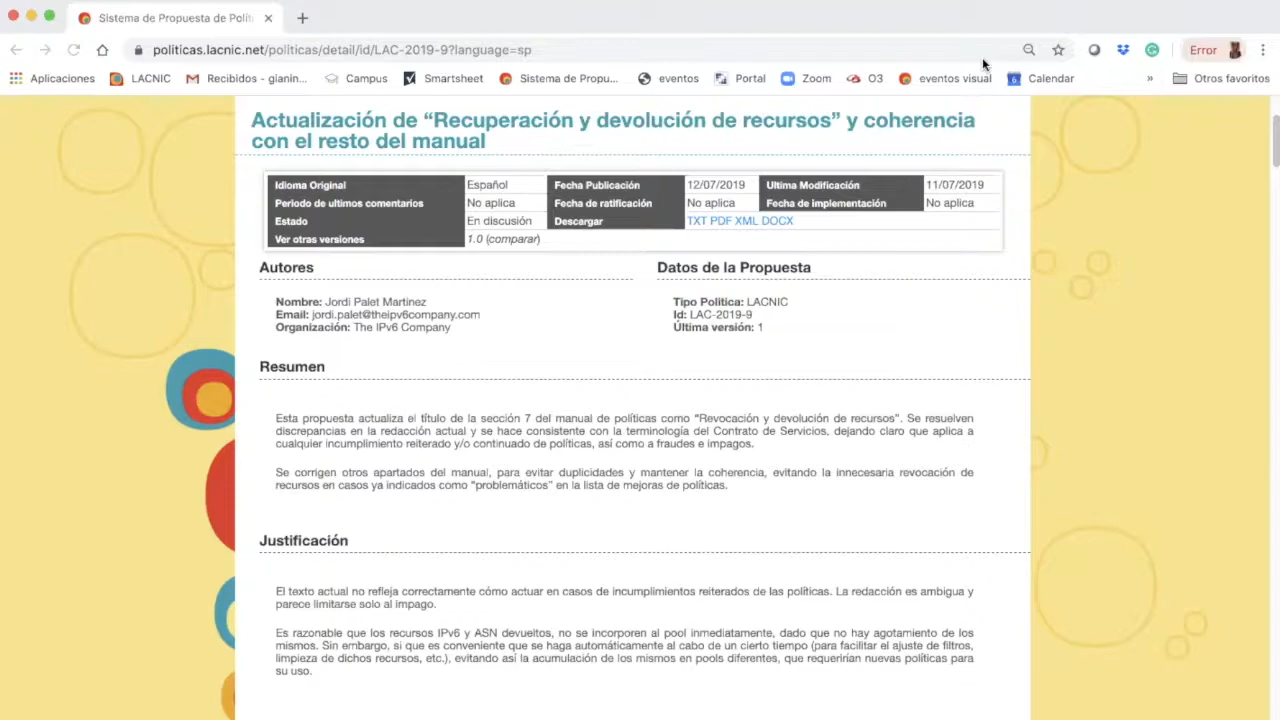 Sistema de Propuesta de Políti
politicas.lacnic.net/politicas/detail/id/LAC-2019-9?language=sp
Error
Aplicaciones LACNIC Recibidos - gianin... Campus Smartsheet Sistema de Propu... eventos Portal Zoom O3 eventos visual Calendar » Otros favoritos
Actualización de “Recuperación y devolución de recursos” y coherencia
con el resto del manual
Idioma Original Español Fecha Publicación 12/07/2019 Ultima Modificación 11/07/2019
Periodo de ultimos comentarios No aplica Fecha de ratificación No aplica Fecha de implementación No aplica
Estado En discusión Descargar TXT PDF XML DOCX
Ver otras versiones 1.0 (comparar)
Autores
Nombre: Jordi Palet Martinez
Email: jordi.palet@theipv6company.com
Organización: The IPv6 Company
Datos de la Propuesta
Tipo Politica: LACNIC
Id: LAC-2019-9
Última versión: 1
Resumen
Esta propuesta actualiza el título de la sección 7 del manual de políticas como “Revocación y devolución de recursos”. Se resuelven
discrepancias en la redacción actual y se hace consistente con la terminología del Contrato de Servicios, dejando claro que aplica a
cualquier incumplimiento reiterado y/o continuado de políticas, así como a fraudes e impagos.
Se corrigen otros apartados del manual, para evitar duplicidades y mantener la coherencia, evitando la innecesaria revocación de
recursos en casos ya indicados como “problemáticos” en la lista de mejoras de políticas.
Justificación
El texto actual no refleja correctamente cómo actuar en casos de incumplimientos reiterados de las políticas. La redacción es ambigua y
parece limitarse solo al impago.
Es razonable que los recursos IPv6 y ASN devueltos, no se incorporen al pool inmediatamente, dado que no hay agotamiento de los
mismos. Sin embargo, si que es conveniente que se haga automáticamente al cabo de un cierto tiempo (para facilitar el ajuste de filtros,
limpieza de dichos recursos, etc.), evitando así la acumulación de los mismos en pools diferentes, que requerirían nuevas políticas para
su uso.